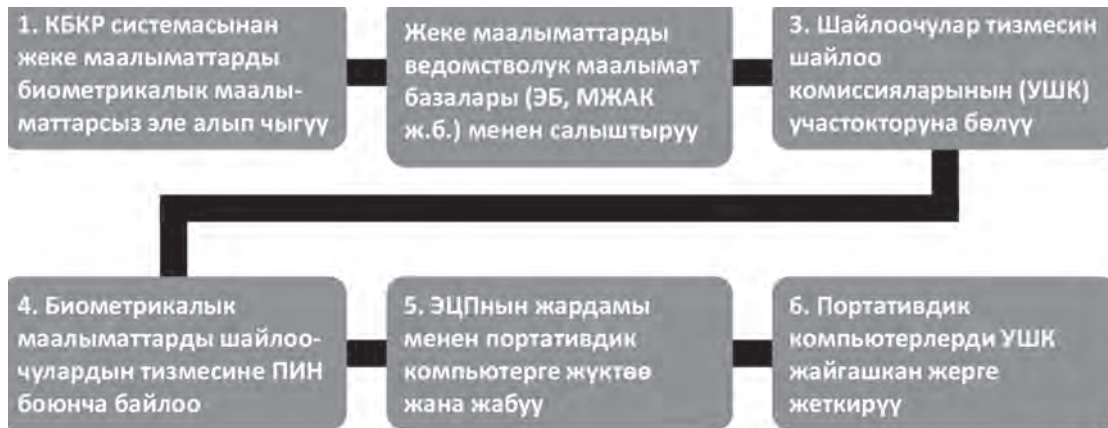 1. КБКР системасынан
жеке маалыматтарды
биометрикалык маалы-
маттарсыз эле алып чыгуу
Жеке маалыматтарды
ведомстволук маалымат
базалары (ЭБ, МЖАК
ж.б.) менен салыштыруу
3. Шайлоочулар тизмесин
шайлоо
комиссияларынын (УШК)
участокторуна бөлүү
4. Биометрикалык
маалыматтарды шайлоо-
чулардын тизмесине ПИН
боюнча байлоо
5. ЭЦПнын жардамы
менен портативдик
компьютерге жүктөө
жана жабуу
6. Портативдик
компьютерлерди УШК
жайгашкан жерге
жеткирүү